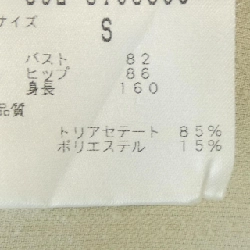 サイズ S
バスト 82
ヒップ 86
身長 160
品質
トリアセテート 85%
ポリエステル 15%